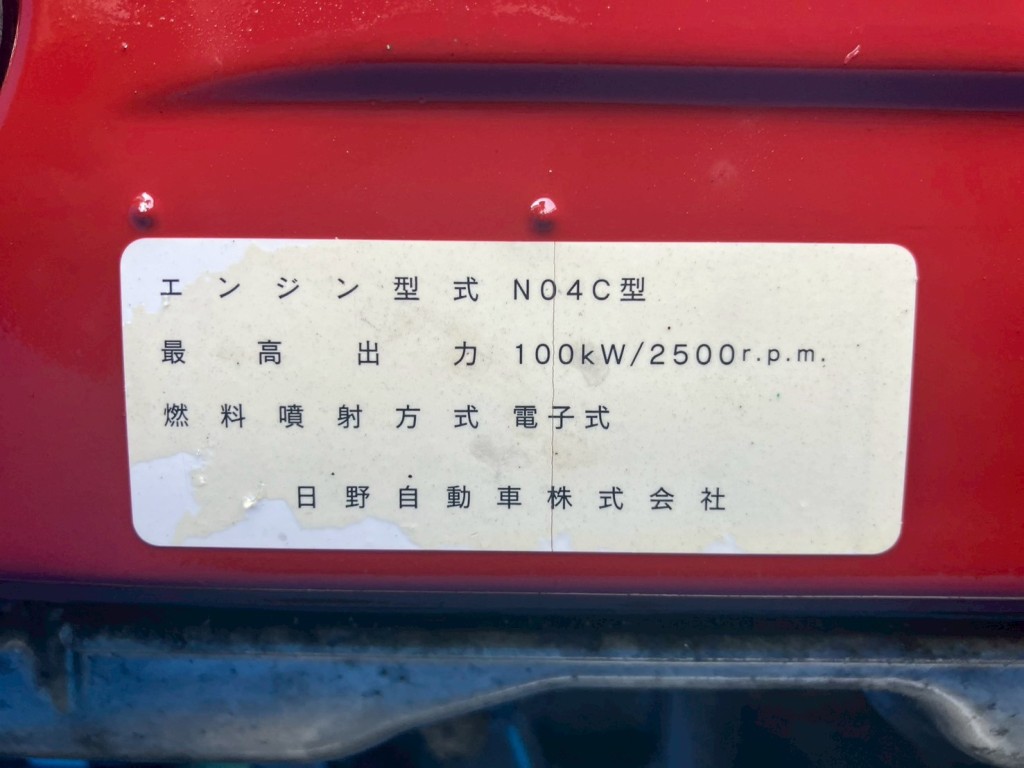 エンジン型式 N04C型
最高出力 100kW/2500r.p.m.
燃料噴射方式 電子式
日野自動車株式会社